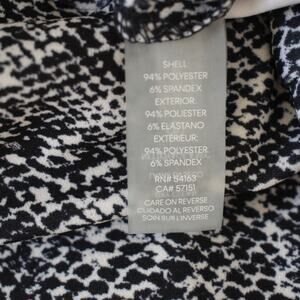 SHELL
94% POLYESTER
6% SPANDEX
EXTERIOR:
94% POLIESTER
6% ELASTANO
EXTÉRIEUR:
94% POLYESTER
6% SPANDEX
RN# 54163
CA# 57151
CARE ON REVERSE
CUIDADO AL REVERSO
SOIN SUR L'INVERSE